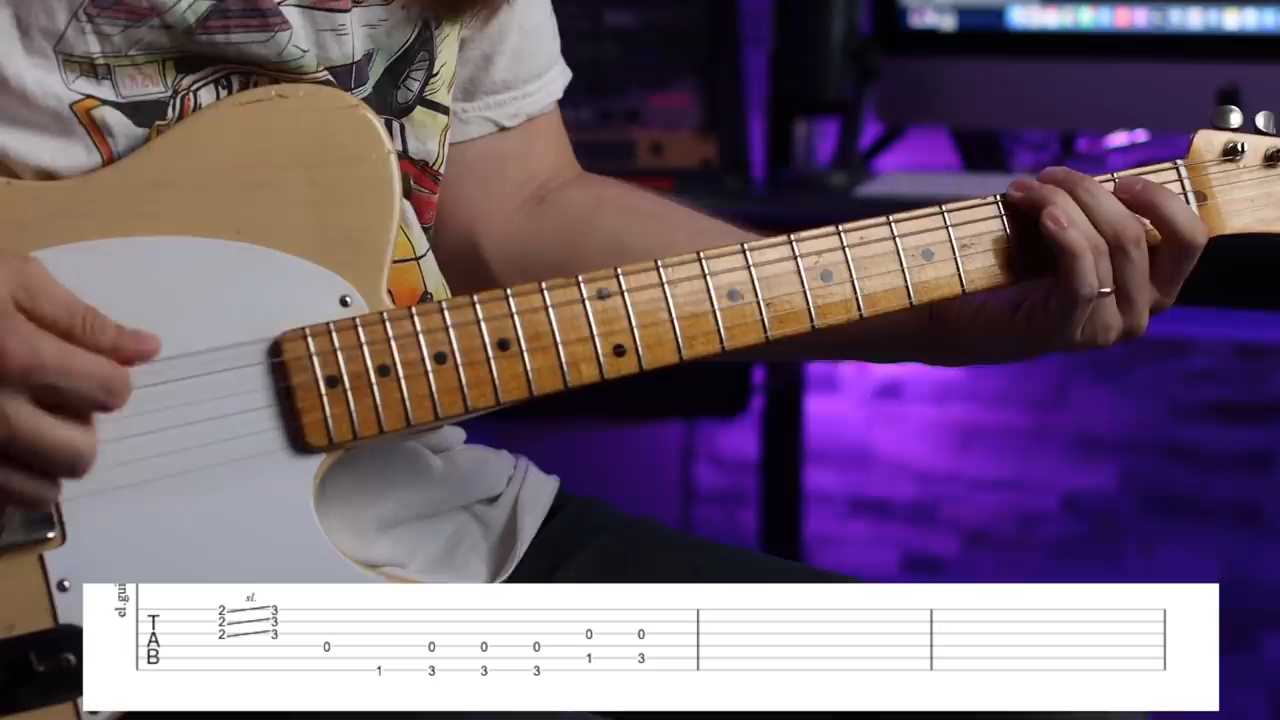 el.gui
sl.
T
A
B
2 3
2 3
2 3 0 0
0 0 0 0
1 3
1 3 3 3